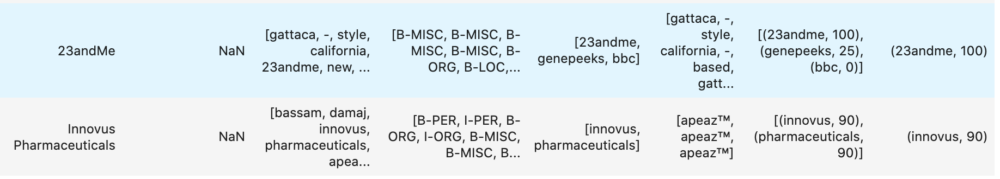 23andMe
NaN
[gattaca, -, style,
california,
23andme, new, ...
[B-MISC, B-MISC, B-
MISC, B-MISC, B-
ORG, B-LOC,...
[23andme,
genepeeks, bbc]
[gattaca, -,
style,
california, -,
based,
gatt...
[(23andme, 100),
(genepeeks, 25),
(bbc, 0)]
(23andme, 100)
Innovus
Pharmaceuticals
NaN
[bassam, damaj,
innovus,
pharmaceuticals,
apea...
[B-PER, I-PER, B-
ORG, I-ORG, B-MISC,
B-MISC, B...
[innovus,
pharmaceuticals]
[apeaz™,
apeaz™,
apeaz™]
[(innovus, 90),
(pharmaceuticals,
90)]
(innovus, 90)